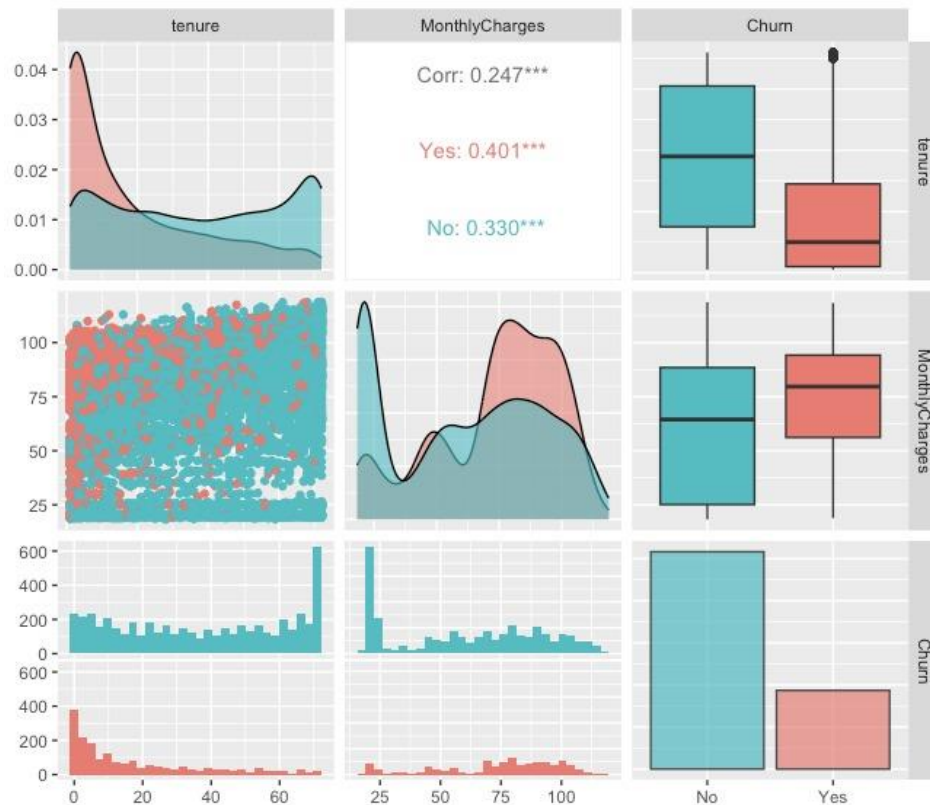 tenure
MonthlyCharges
Churn
0.04
0.03
0.02
0.01
0.00
Corr: 0.247***
Yes: 0.401***
No: 0.330***
tenure
100
75
50
25
MonthlyCharges
600
400
200
0
600
400
200
0
Churn
0 20 40 60
25 50 75 100
No Yes